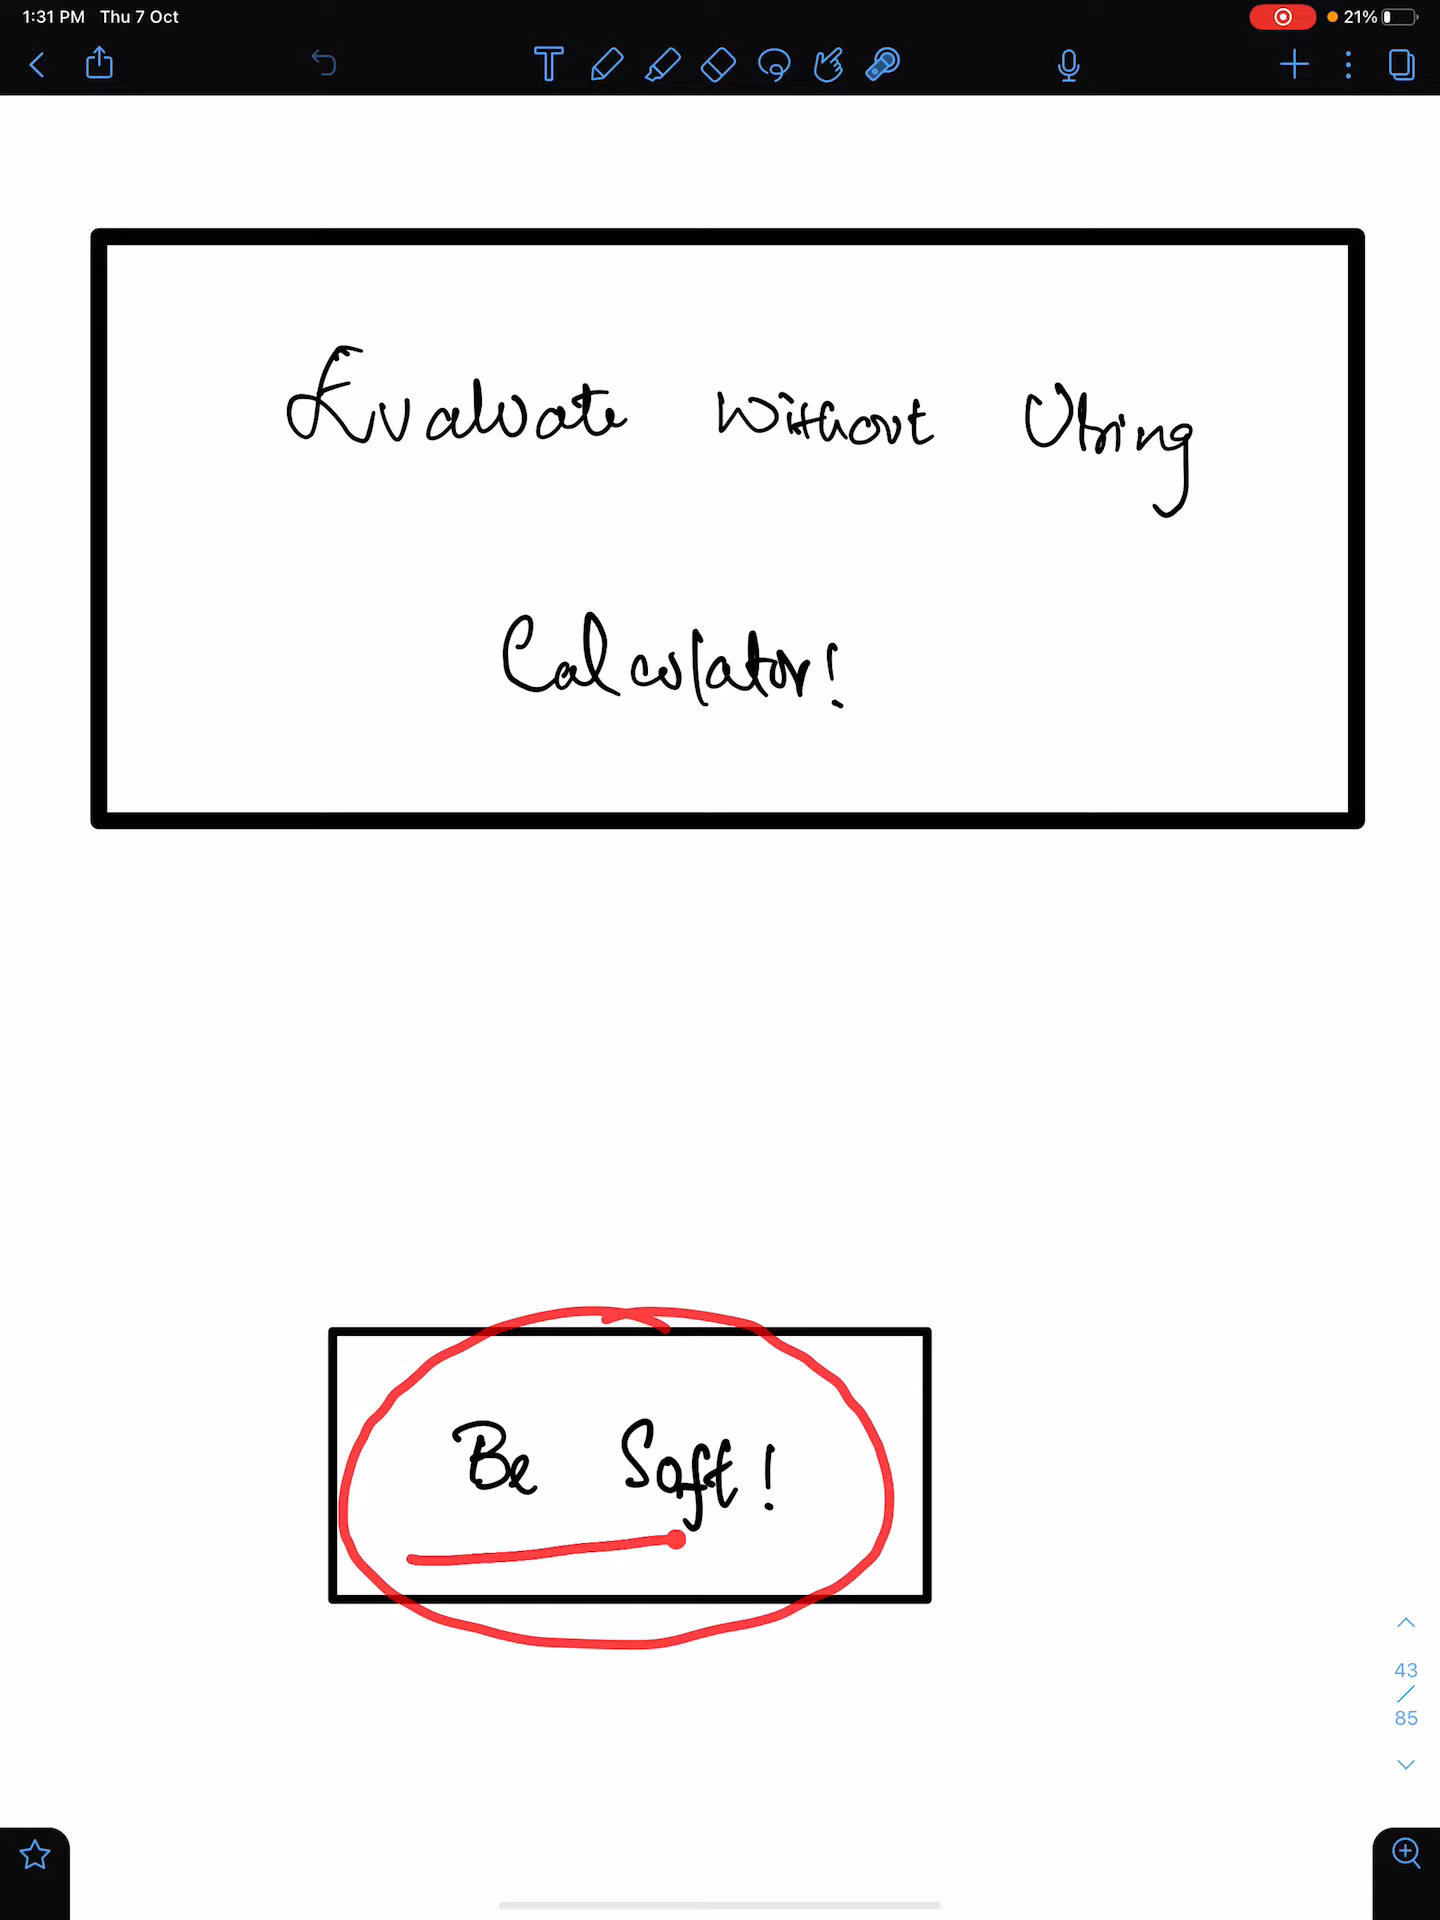 1:31 PM Thu 7 Oct
21%
Evaluate Without Using
Calculator!
Be Soft!
43
/
85